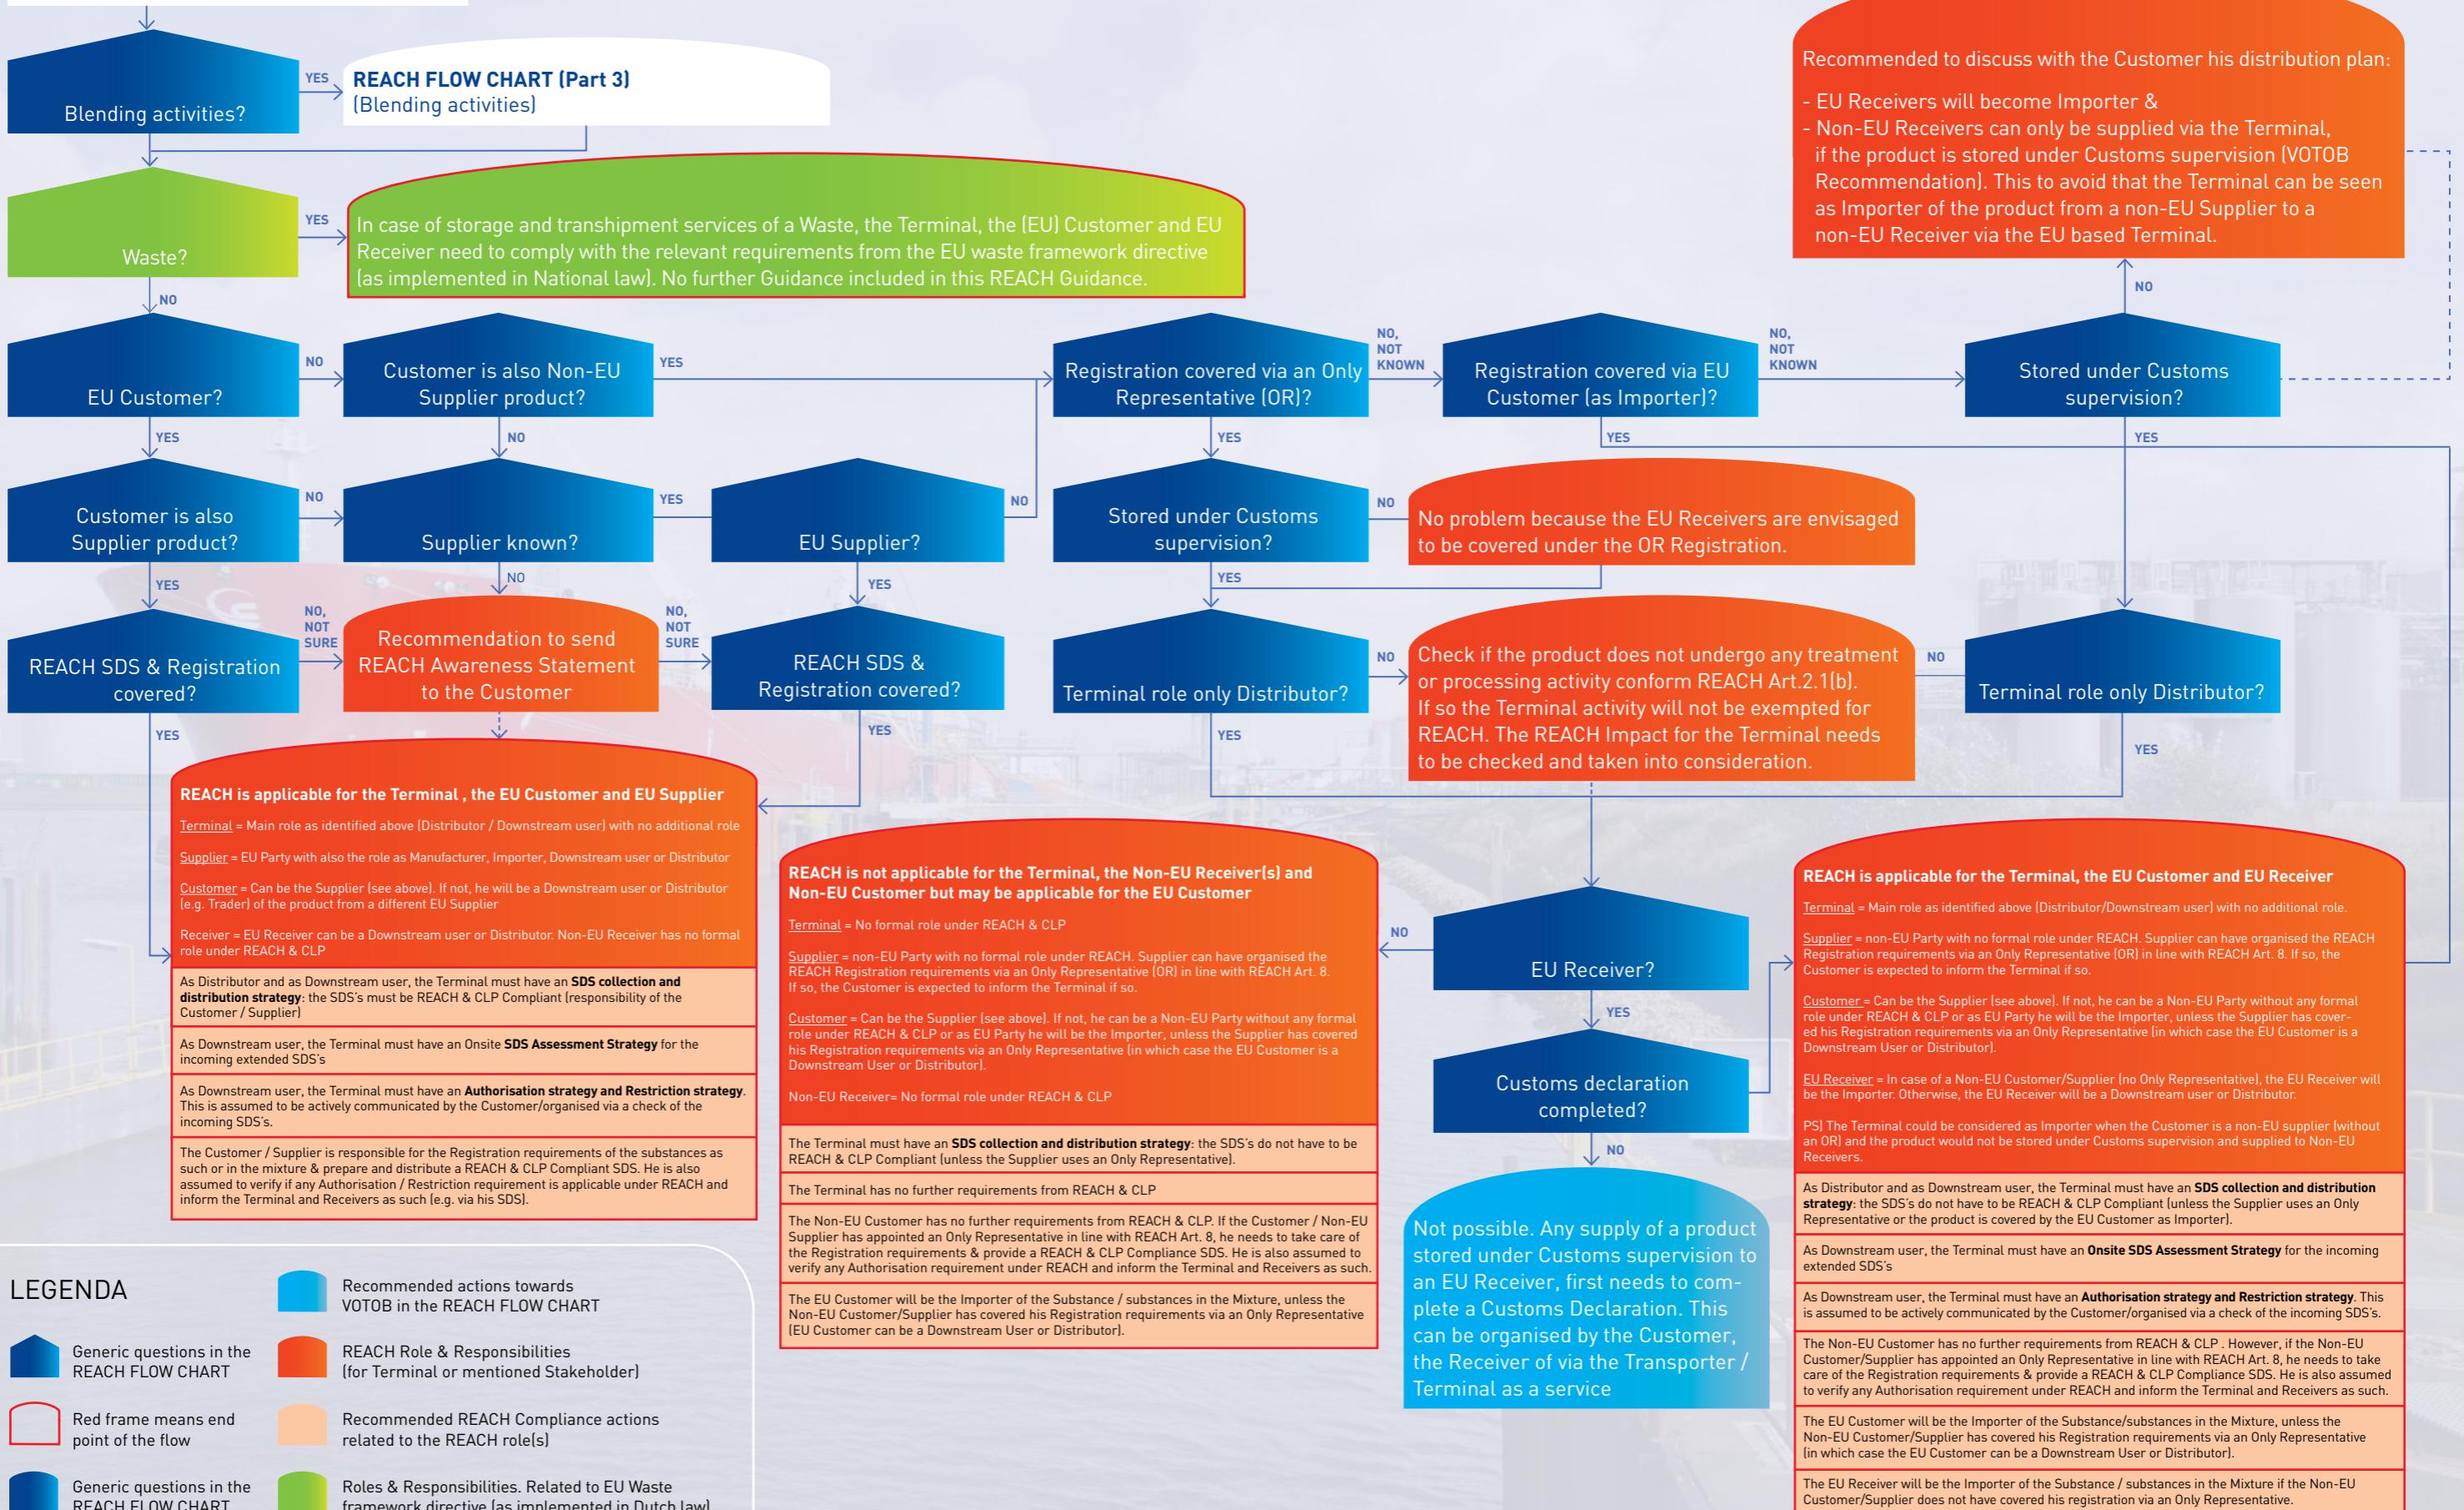 Blending activities?
YES
REACH FLOW CHART (Part 3)
(Blending activities)
Recommended to discuss with the Customer his distribution plan:
- EU Receivers will become Importer &
- Non-EU Receivers can only be supplied via the Terminal,
if the product is stored under Customs supervision (VOTOB
Recommendation). This to avoid that the Terminal can be seen
as Importer of the product from a non-EU Supplier to a
non-EU Receiver via the EU based Terminal.
Waste?
YES
In case of storage and transhipment services of a Waste, the Terminal, the (EU) Customer and EU
Receiver need to comply with the relevant requirements from the EU waste framework directive
(as implemented in National law). No further Guidance included in this REACH Guidance.
NO
NO
EU Customer?
NO
Customer is also Non-EU
Supplier product?
YES
Registration covered via an Only
Representative (OR)?
NO,
NOT
KNOWN
Registration covered via EU
Customer (as Importer)?
NO,
NOT
KNOWN
Stored under Customs
supervision?
YES
NO
YES
YES
YES
Customer is also
Supplier product?
NO
Supplier known?
YES
EU Supplier?
NO
Stored under Customs
supervision?
NO
No problem because the EU Receivers are envisaged
to be covered under the OR Registration.
YES
NO
YES
YES
REACH SDS & Registration
covered?
NO,
NOT
SURE
Recommendation to send
REACH Awareness Statement
to the Customer
NO,
NOT
SURE
REACH SDS &
Registration covered?
Terminal role only Distributor?
NO
Check if the product does not undergo any treatment
or processing activity conform REACH Art.2.1(b).
If so the Terminal activity will not be exempted for
REACH. The REACH Impact for the Terminal needs
to be checked and taken into consideration.
NO
Terminal role only Distributor?
YES
YES
YES
YES
REACH is applicable for the Terminal , the EU Customer and EU Supplier
Terminal = Main role as identified above (Distributor / Downstream user) with no additional role
Supplier = EU Party with also the role as Manufacturer, Importer, Downstream user or Distributor
Customer = Can be the Supplier (see above). If not, he will be a Downstream user or Distributor
(e.g. Trader) of the product from a different EU Supplier
Receiver = EU Receiver can be a Downstream user or Distributor. Non-EU Receiver has no formal
role under REACH & CLP
As Distributor and as Downstream user, the Terminal must have an SDS collection and
distribution strategy: the SDS's must be REACH & CLP Compliant (responsibility of the
Customer / Supplier)
As Downstream user, the Terminal must have an Onsite SDS Assessment Strategy for the
incoming extended SDS's
As Downstream user, the Terminal must have an Authorisation strategy and Restriction strategy.
This is assumed to be actively communicated by the Customer/organised via a check of the
incoming SDS's.
The Customer / Supplier is responsible for the Registration requirements of the substances as
such or in the mixture & prepare and distribute a REACH & CLP Compliant SDS. He is also
assumed to verify if any Authorisation / Restriction requirement is applicable under REACH and
inform the Terminal and Receivers as such (e.g. via his SDS).
REACH is not applicable for the Terminal, the Non-EU Receiver(s) and
Non-EU Customer but may be applicable for the EU Customer
Terminal = No formal role under REACH & CLP
Supplier = non-EU Party with no formal role under REACH. Supplier can have organised the
REACH Registration requirements via an Only Representative (OR) in line with REACH Art. 8.
If so, the Customer is expected to inform the Terminal if so.
Customer = Can be the Supplier (see above). If not, he can be a Non-EU Party without any formal
role under REACH & CLP or as EU Party he will be the Importer, unless the Supplier has covered
his Registration requirements via an Only Representative (in which case the EU Customer is a
Downstream User or Distributor).
Non-EU Receiver= No formal role under REACH & CLP
The Terminal must have an SDS collection and distribution strategy: the SDS's do not have to be
REACH & CLP Compliant (unless the Supplier uses an Only Representative).
The Terminal has no further requirements from REACH & CLP
The Non-EU Customer has no further requirements from REACH & CLP. If the Customer / Non-EU
Supplier has appointed an Only Representative in line with REACH Art. 8, he needs to take care of
the Registration requirements & provide a REACH & CLP Compliance SDS. He is also assumed to
verify any Authorisation requirement under REACH and inform the Terminal and Receivers as such.
The EU Customer will be the Importer of the Substance / substances in the Mixture, unless the
Non-EU Customer/Supplier has covered his Registration requirements via an Only Representative
(EU Customer can be a Downstream User or Distributor).
NO
EU Receiver?
YES
Customs declaration
completed?
NO
Not possible. Any supply of a product
stored under Customs supervision to
an EU Receiver, first needs to com-
plete a Customs Declaration. This
can be organised by the Customer,
the Receiver of via the Transporter /
Terminal as a service
REACH is applicable for the Terminal, the EU Customer and EU Receiver
Terminal = Main role as identified above (Distributor/Downstream user) with no additional role.
Supplier = non-EU Party with no formal role under REACH. Supplier can have organised the REACH
Registration requirements via an Only Representative (OR) in line with REACH Art. 8. If so, the
Customer is expected to inform the Terminal if so.
Customer = Can be the Supplier (see above). If not, he can be a Non-EU Party without any formal
role under REACH & CLP or as EU Party he will be the Importer, unless the Supplier has cover-
ed his Registration requirements via an Only Representative (in which case the EU Customer is a
Downstream User or Distributor).
EU Receiver = In case of a Non-EU Customer/Supplier (no Only Representative), the EU Receiver will
be the Importer. Otherwise, the EU Receiver will be a Downstream user or Distributor.
PS) The Terminal could be considered as Importer when the Customer is a non-EU supplier (without
an OR) and the product would not be stored under Customs supervision and supplied to Non-EU
Receivers.
As Distributor and as Downstream user, the Terminal must have an SDS collection and distribution
strategy: the SDS's do not have to be REACH & CLP Compliant (unless the Supplier uses an Only
Representative or the product is covered by the EU Customer as Importer).
As Downstream user, the Terminal must have an Onsite SDS Assessment Strategy for the incoming
extended SDS's
As Downstream user, the Terminal must have an Authorisation strategy and Restriction strategy. This
is assumed to be actively communicated by the Customer/organised via a check of the incoming SDS's.
The Non-EU Customer has no further requirements from REACH & CLP . However, if the Non-EU
Customer/Supplier has appointed an Only Representative in line with REACH Art. 8, he needs to take
care of the Registration requirements & provide a REACH & CLP Compliance SDS. He is also assumed
to verify any Authorisation requirement under REACH and inform the Terminal and Receivers as such.
The EU Customer will be the Importer of the Substance/substances in the Mixture, unless the
Non-EU Customer/Supplier has covered his Registration requirements via an Only Representative
(in which case the EU Customer can be a Downstream User or Distributor).
The EU Receiver will be the Importer of the Substance / substances in the Mixture if the Non-EU
Customer/Supplier does not have covered his registration via an Only Representative.
LEGENDA
Generic questions in the
REACH FLOW CHART
Red frame means end
point of the flow
Generic questions in the
REACH FLOW CHART
Recommended actions towards
VOTOB in the REACH FLOW CHART
REACH Role & Responsibilities
(for Terminal or mentioned Stakeholder)
Recommended REACH Compliance actions
related to the REACH role(s)
Roles & Responsibilities. Related to EU Waste
framework directive (as implemented in Dutch law)